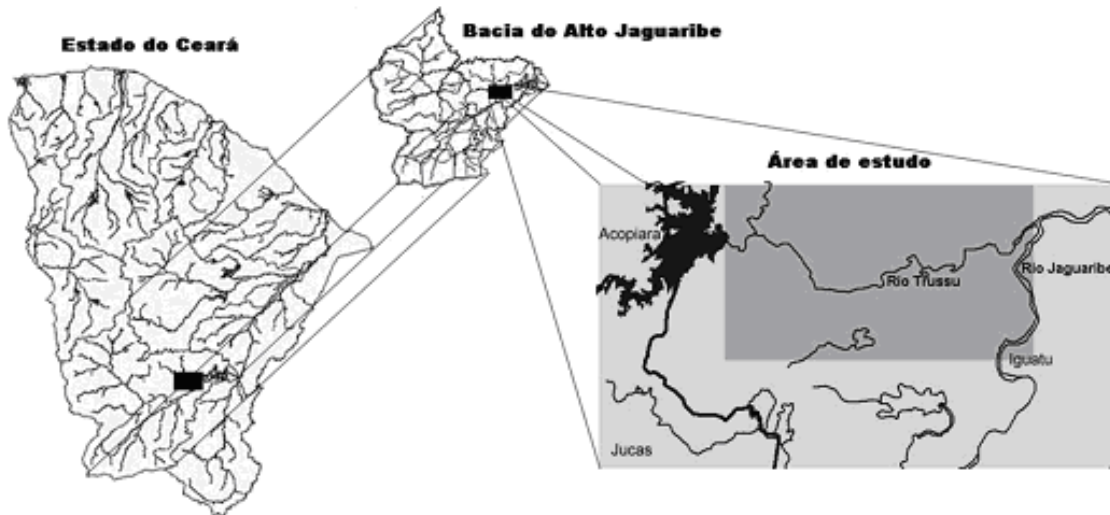 Estado do Ceará
Bacia do Alto Jaguaribe
Área de estudo
Acopiara
Rio Trussu
Rio Jaguaribe
Iguatu
Jucas